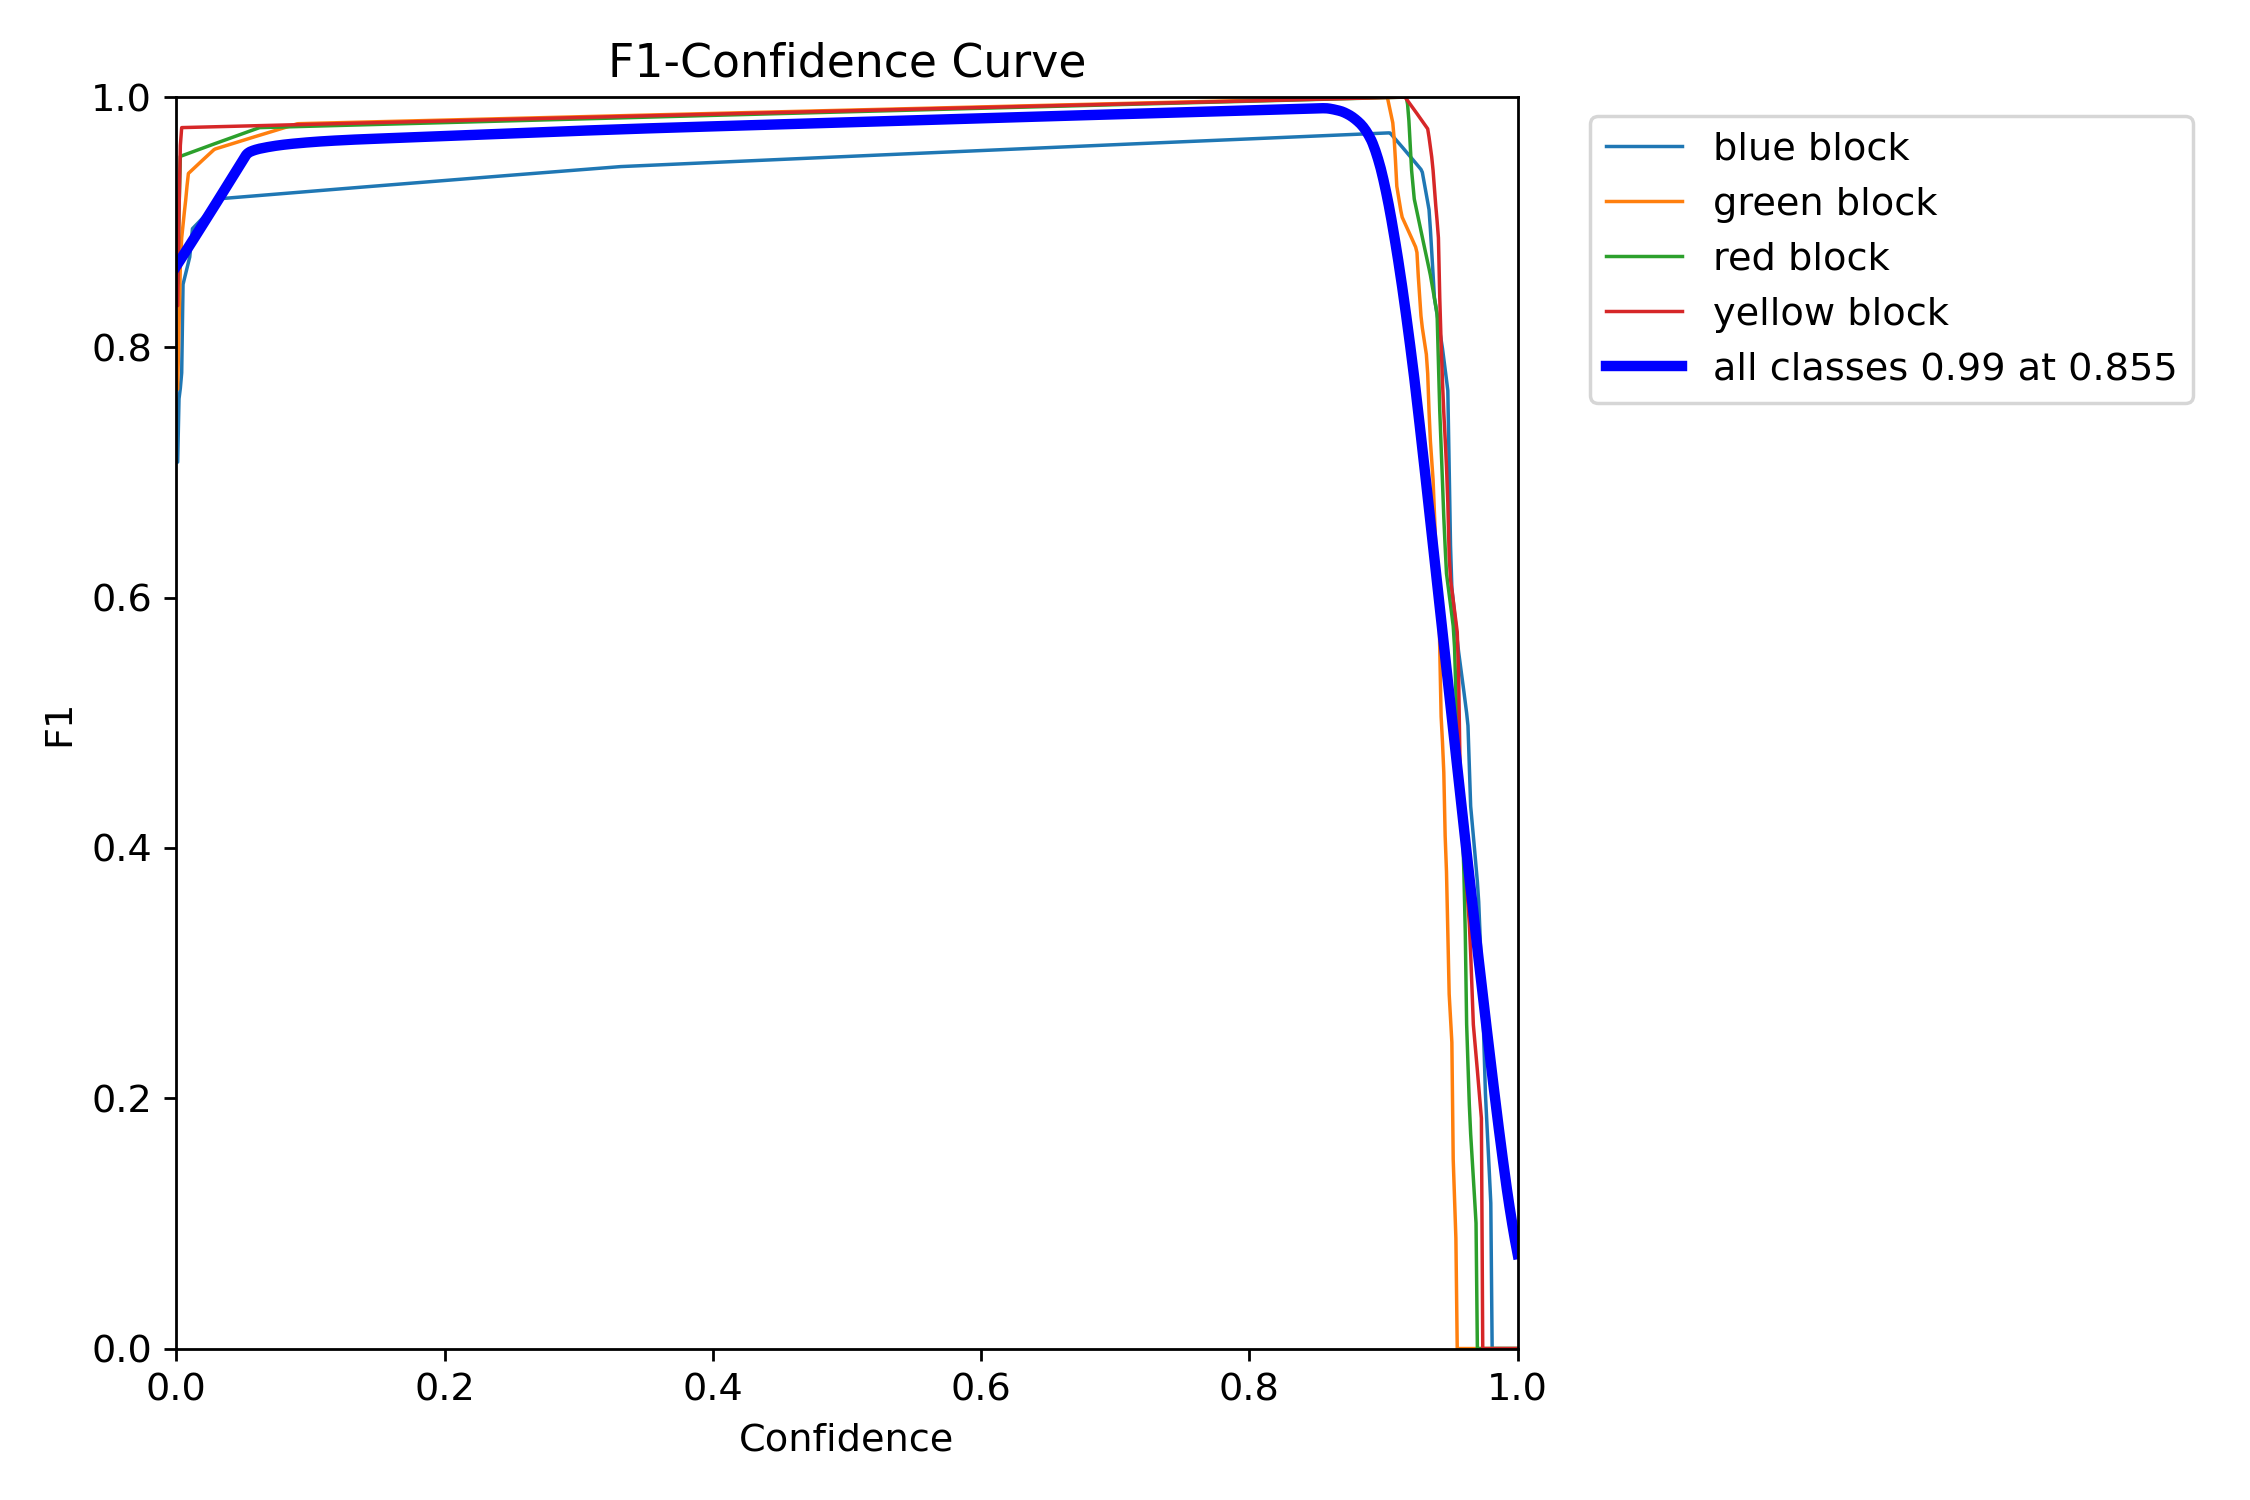 F1-Confidence Curve
1.0
0.8
0.6
0.4
0.2
0.0
F1
0.0 0.2 0.4 0.6 0.8 1.0
Confidence
blue block
green block
red block
yellow block
all classes 0.99 at 0.855